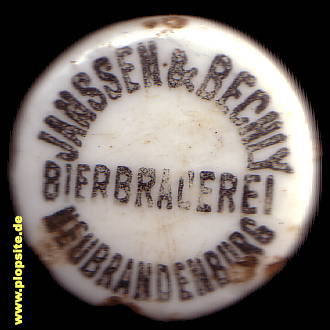 JANSSEN & BECHLY
BIERBRAUEREI
NEUBRANDENBURG
www.plopsite.de